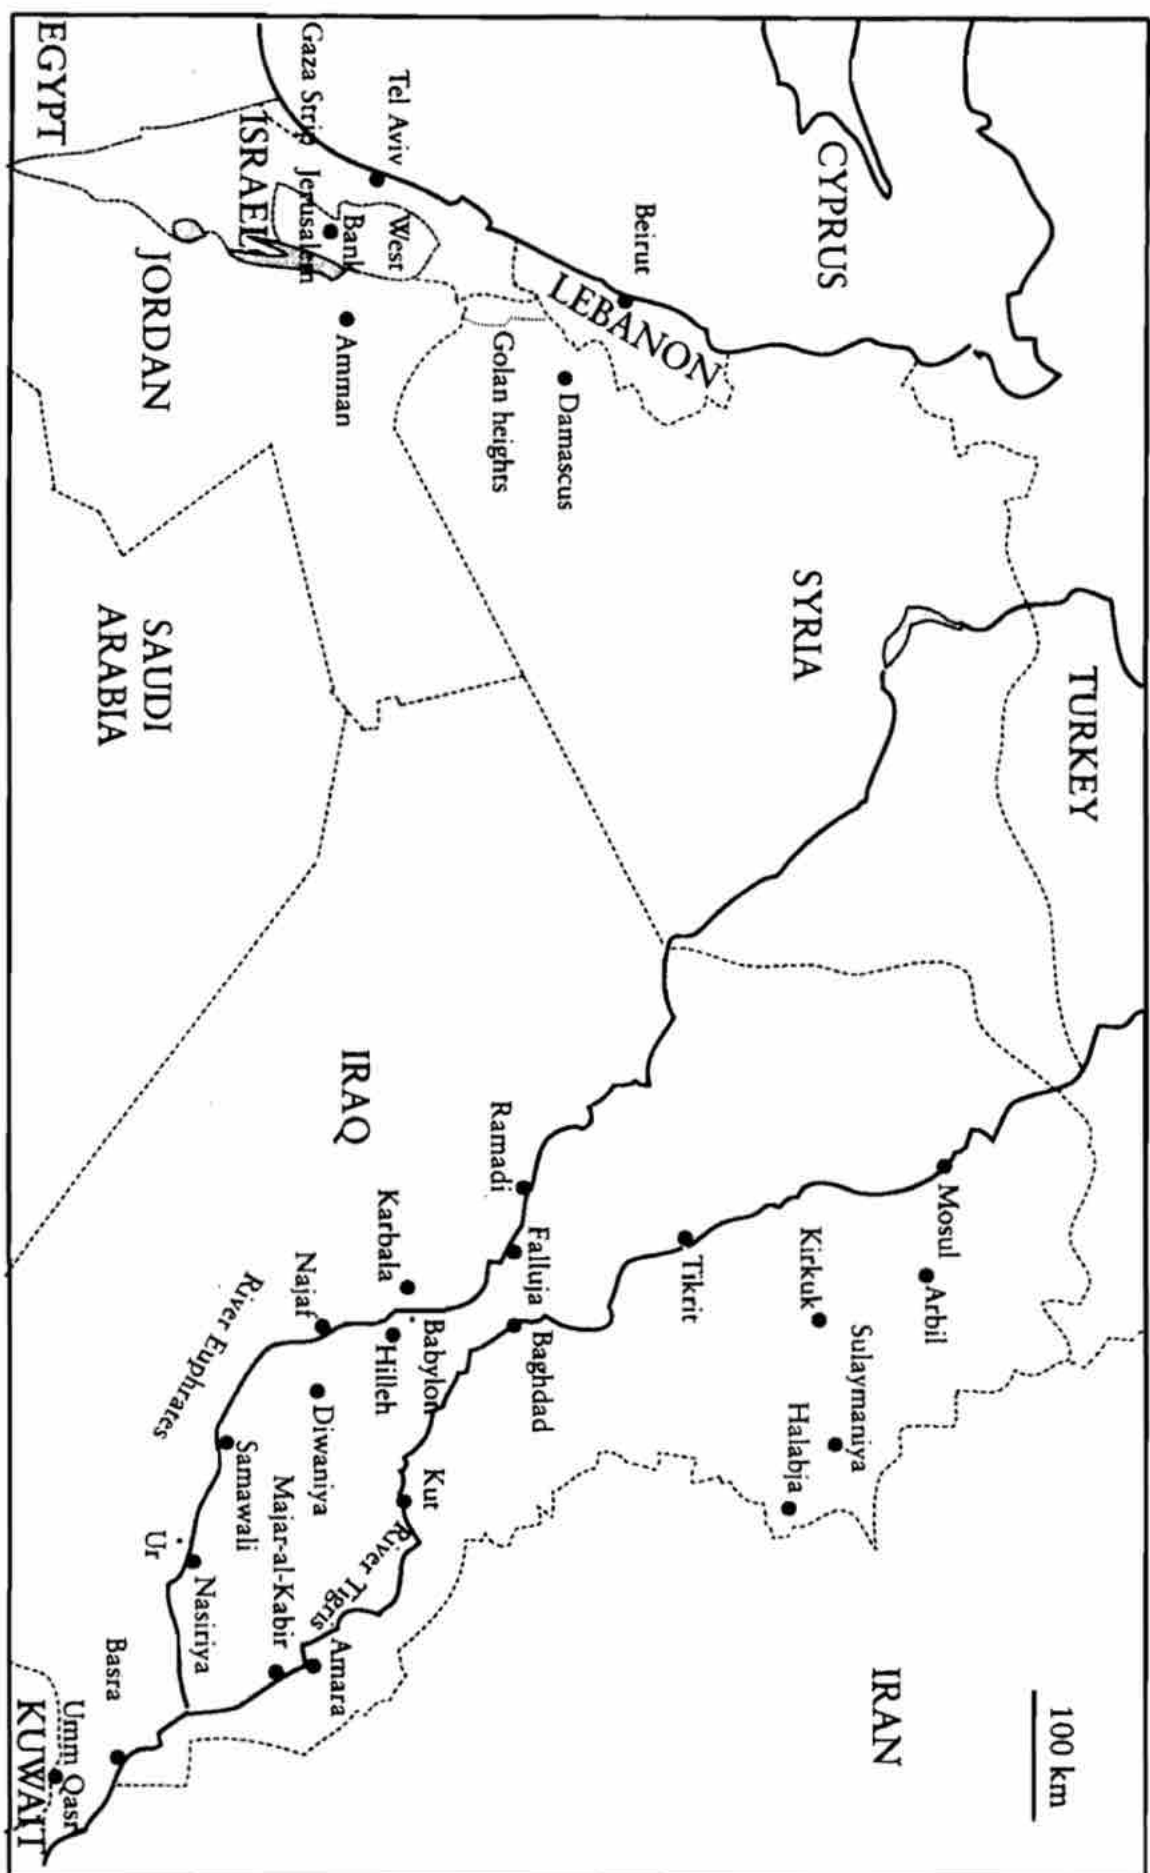 CYPRUS
TURKEY
SYRIA
LEBANON
Beirut
Damascus
Golan heights
Tel Aviv
West
Bank
Jerusalem
Gaza Strip
ISRAEL
Amman
JORDAN
EGYPT
SAUDI
ARABIA
IRAQ
IRAN
100 km
Mosul
Arbil
Kirkuk
Sulaymaniya
Halabja
Tikrit
Ramadi
Falluja
Baghdad
Karbala
Babylon
Hilleh
Najaf
Diwaniya
Kut
River Tigris
River Euphrates
Samawali
Majar-al-Kabir
Amara
Ur
Nasiriya
Basra
Umm Qasr
KUWAIT